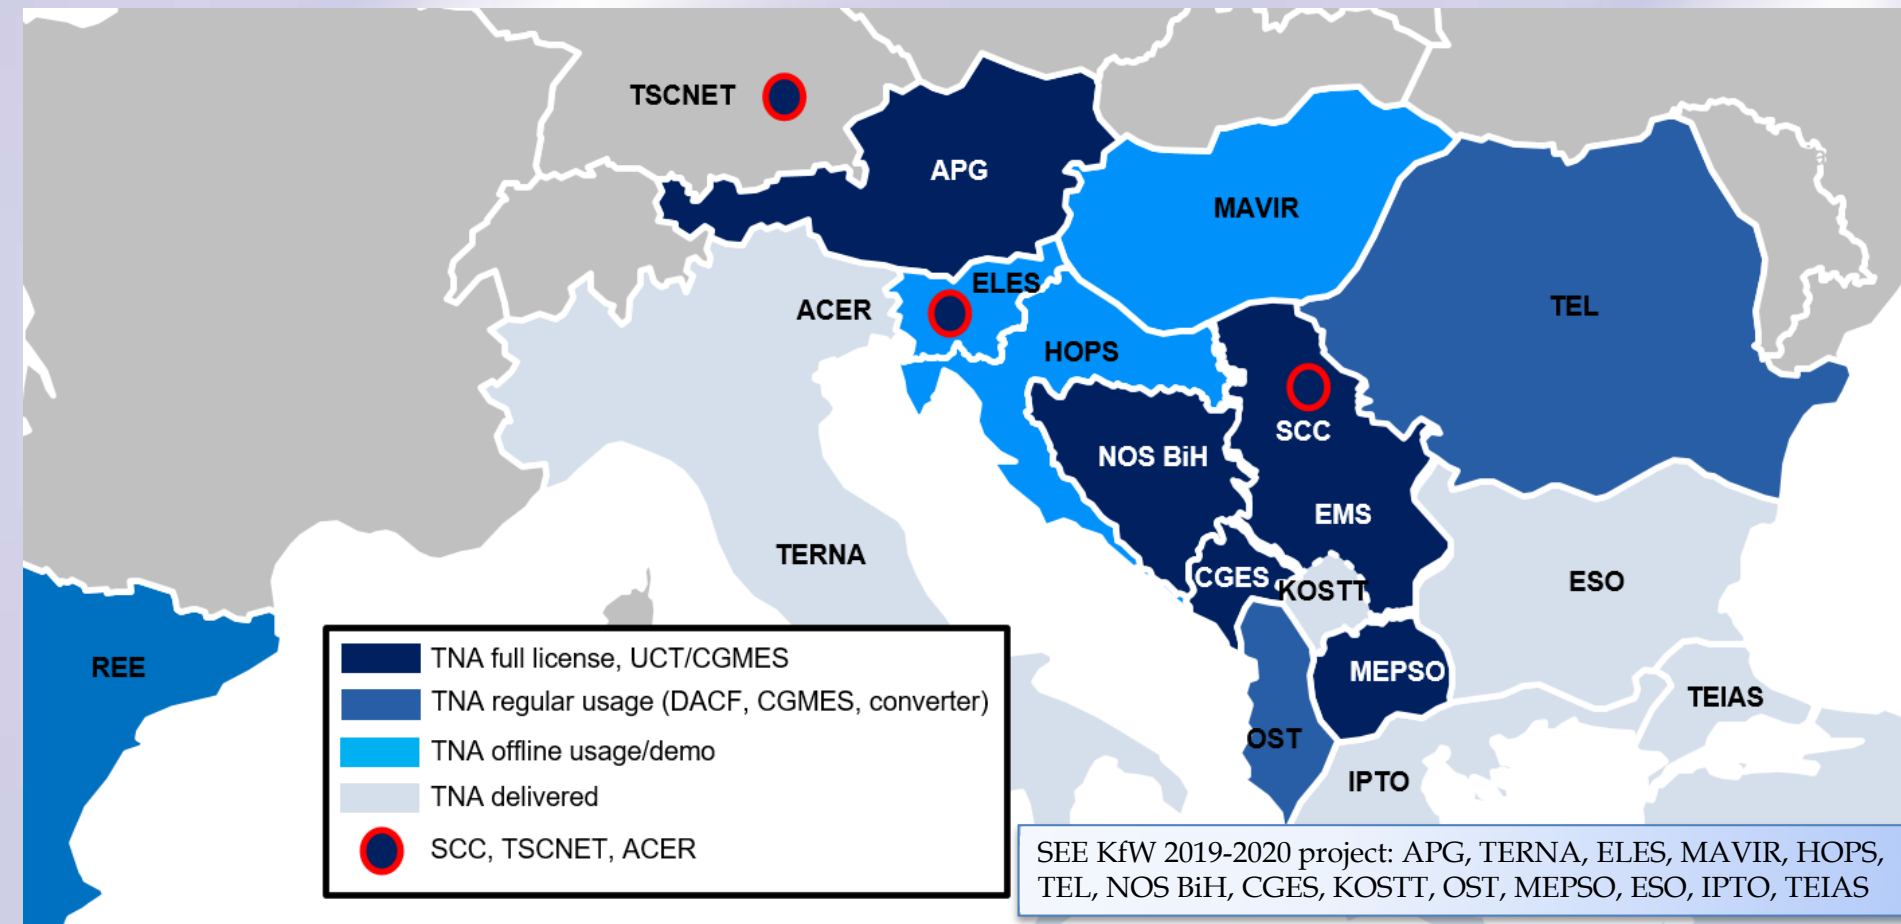 TSCNET
APG
MAVIR
ELES
ACER
TEL
HOPS
SCC
NOS BiH
EMS
TERNA
CGES
KOSTT
ESO
REE
MEPSO
TEIAS
OST
IPTO
TNA full license, UCT/CGMES
TNA regular usage (DACF, CGMES, converter)
TNA offline usage/demo
TNA delivered
SCC, TSCNET, ACER
SEE KfW 2019-2020 project: APG, TERNA, ELES, MAVIR, HOPS,
TEL, NOS BiH, CGES, KOSTT, OST, MEPSO, ESO, IPTO, TEIAS